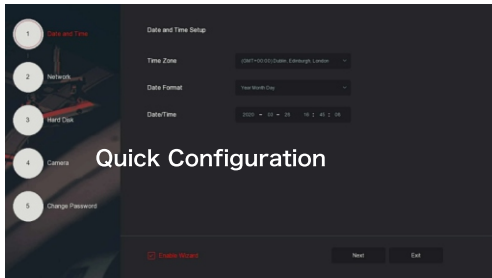 1 Date and Time
2 Network
3 Hard Disk
4 Camera
5 Change Password
Date and Time Setup
Time Zone (GMT+00:00) Dublin, Edinburgh, London
Date Format Year Month Day
Date/Time 2020 - 03 -
Quick Configuration
Enable Wizard Next Exit